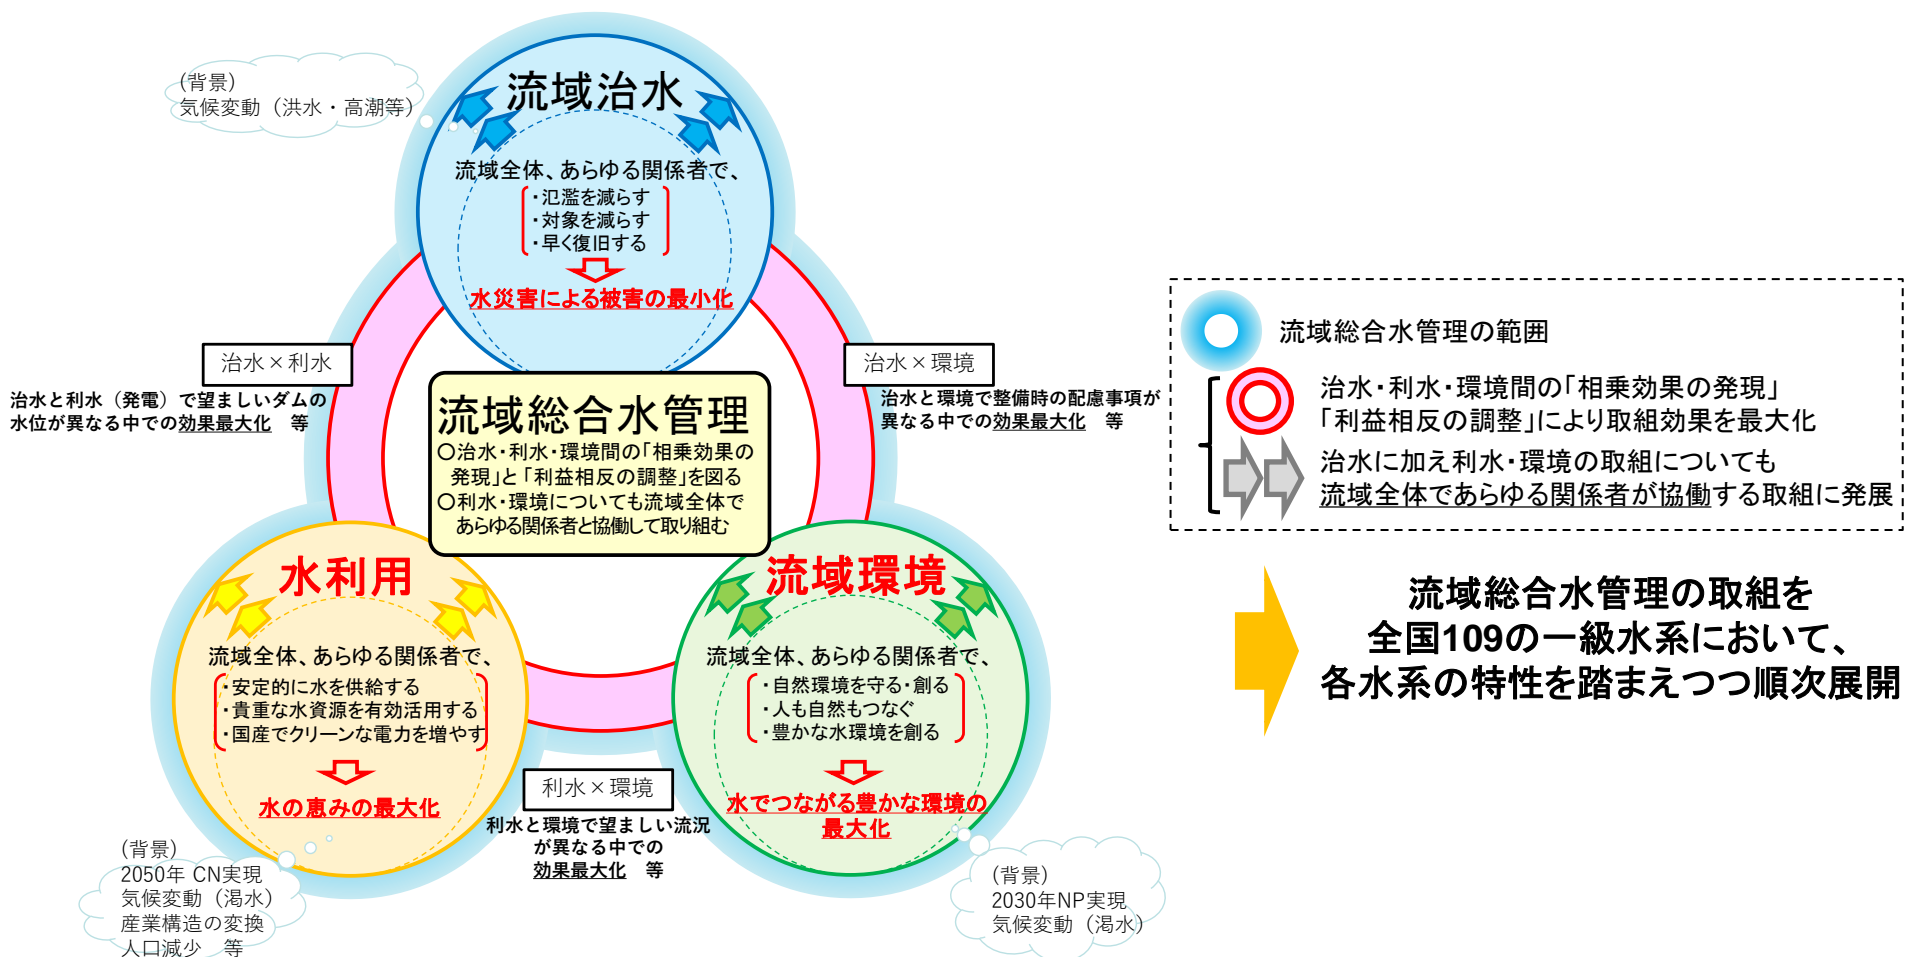 (背景)
気候変動（洪水・高潮等）
流域治水
流域全体、あらゆる関係者で、
・氾濫を減らす
・対象を減らす
・早く復旧する
水災害による被害の最小化
治水×利水
治水と利水（発電）で望ましいダムの
水位が異なる中での効果最大化　等
治水×環境
治水と環境で整備時の配慮事項が
異なる中での効果最大化　等
流域総合水管理
〇治水・利水・環境間の「相乗効果の
発現」と「利益相反の調整」を図る
〇利水・環境についても流域全体で
あらゆる関係者と協働して取り組む
水利用
流域全体、あらゆる関係者で、
・安定的に水を供給する
・貴重な水資源を有効活用する
・国産でクリーンな電力を増やす
水の恵みの最大化
(背景)
2050年 CN実現
気候変動（渇水）
産業構造の変換
人口減少　等
利水×環境
利水と環境で望ましい流況
が異なる中での
効果最大化　等
流域環境
流域全体、あらゆる関係者で、
・自然環境を守る・創る
・人も自然もつなぐ
・豊かな水環境を創る
水でつながる豊かな環境の
最大化
(背景)
2030年NP実現
気候変動（渇水）
流域総合水管理の範囲
治水・利水・環境間の「相乗効果の発現」
「利益相反の調整」により取組効果を最大化
治水に加え利水・環境の取組についても
流域全体であらゆる関係者が協働する取組に発展
流域総合水管理の取組を
全国109の一級水系において、
各水系の特性を踏まえつつ順次展開